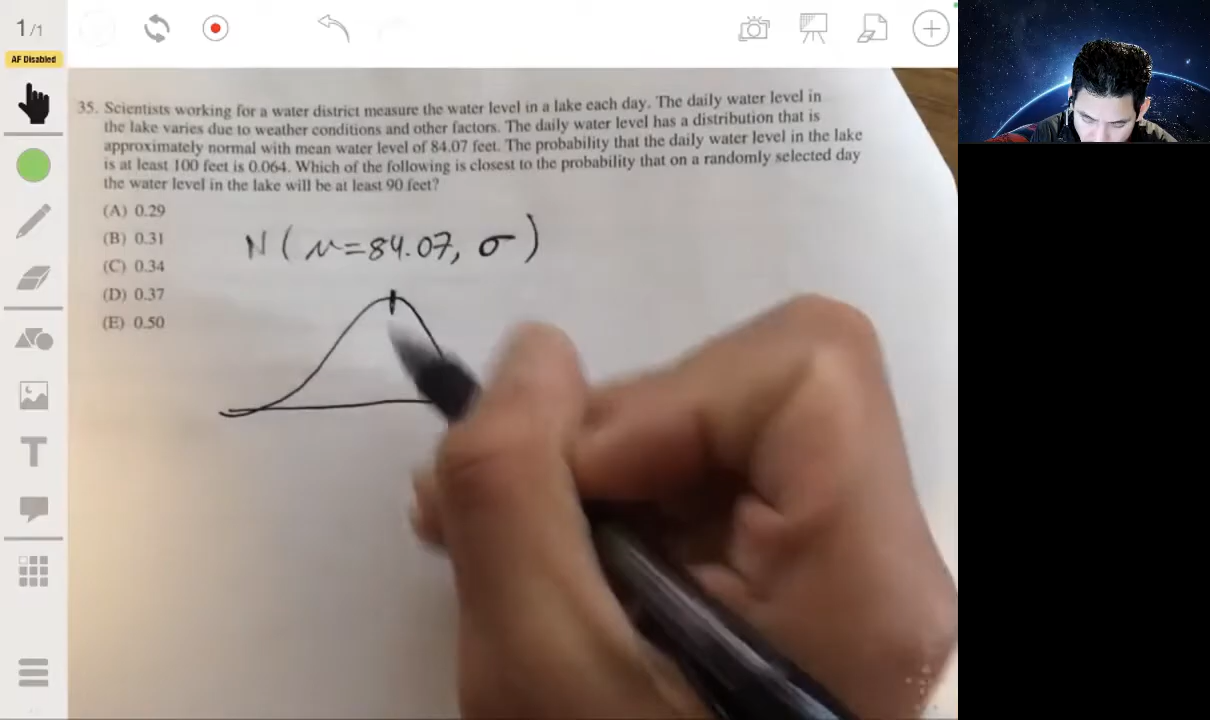 1/1
AF Disabled
35. Scientists working for a water district measure the water level in a lake each day. The daily water level in
the lake varies due to weather conditions and other factors. The daily water level has a distribution that is
approximately normal with mean water level of 84.07 feet. The probability that the daily water level in the lake
is at least 100 feet is 0.064. Which of the following is closest to the probability that on a randomly selected day
the water level in the lake will be at least 90 feet?
(A) 0.29
(B) 0.31
(C) 0.34
(D) 0.37
(E) 0.50
N(μ=84.07, σ)
T